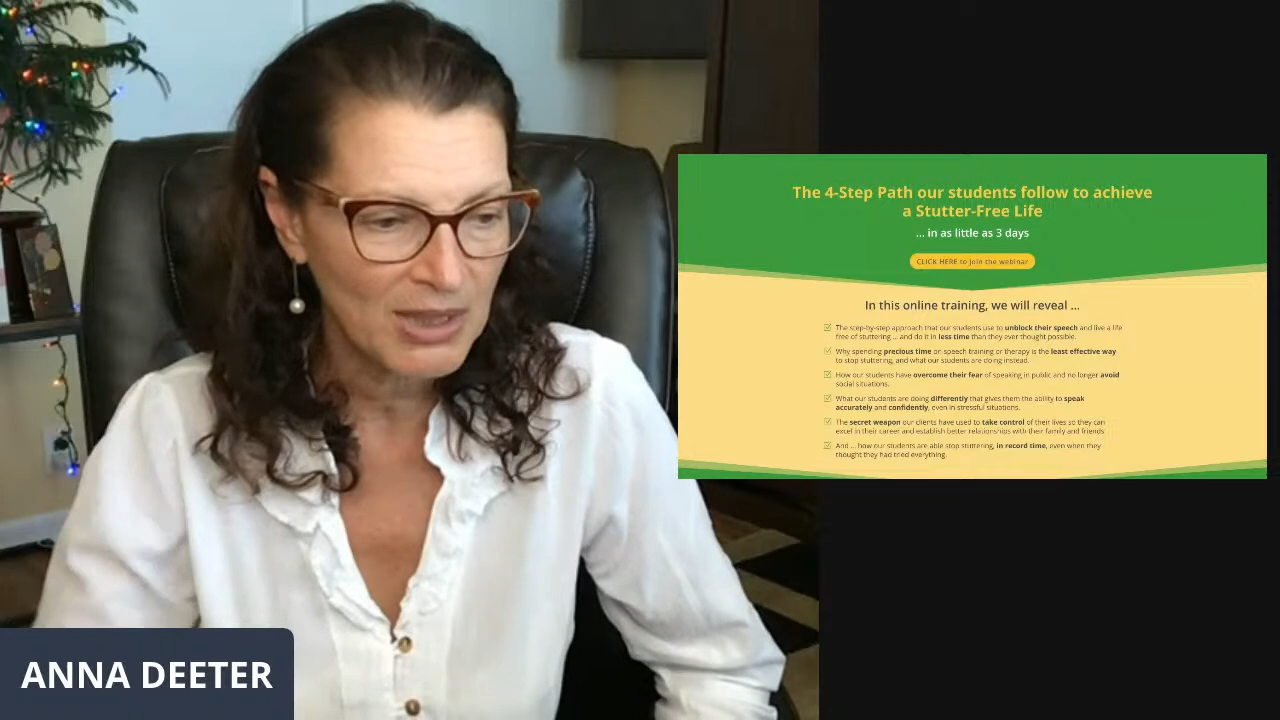 The 4-Step Path our students follow to achieve
a Stutter-Free Life
... in as little as 3 days
CLICK HERE to Join the webinar
In this online training, we will reveal ...
The step-by-step approach that our students use to unblock their speech and live a life
free of stuttering ... and do it in less time than they ever thought possible.
Why spending precious time on speech training or therapy is the least effective way
to stop stuttering, and what our students are doing instead.
How our students have overcome their fear of speaking in public and no longer avoid
social situations.
What our students are doing differently that gives them the ability to speak
accurately and confidently, even in stressful situations.
The secret weapon our clients have used to take control of their lives so they can
excel in their career and establish better relationships with their family and friends
And ... how our students are able stop stuttering, in record time, even when they
thought they had tried everything.
ANNA DEETER